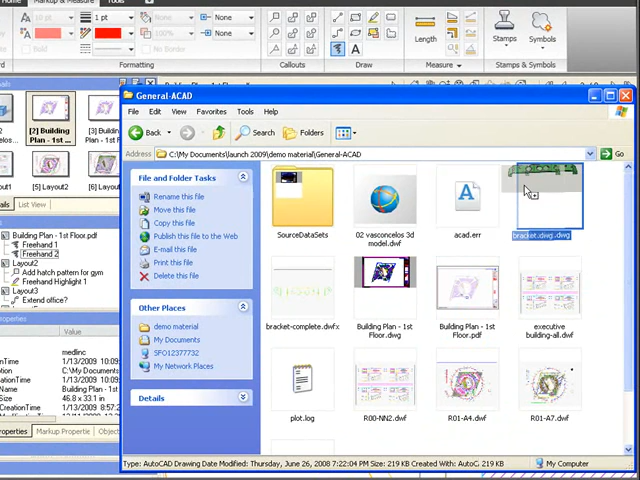 Home
Markup & Measure
Tools
1 pt
None
None
100%
None
None
Bold
No Border
Length
Stamps
Symbols
Formatting
Callouts
Draw
Measure
Stamps & Symbols
[2] Building Plan - 1st ...
[3] Building Plan - 1st
[5] Layout2
List View
Building Plan - 1st Floor.pdf
Freehand 1
Freehand 2
Layout2
Add hatch pattern for gym
Freehand Highlight 1
Layout3
Extend office?
Value
medlinc
1/13/2009 10:09
C:\My Documents
1/13/2009 10:09
Building Plan - 1st
46.8 x 33.1 in
1/13/2009 8:57:2
Markup Properties
General-ACAD
File Edit View Favorites Tools Help
Back
Search
Folders
Address
C:\My Documents\launch 2009\demo material\General-ACAD
Go
File and Folder Tasks
Rename this file
Move this file
Copy this file
Publish this file to the Web
E-mail this file
Print this file
Delete this file
Other Places
demo material
My Documents
SFO12377732
My Network Places
Details
SourceDataSets
02 vasconcelos 3d model.dwf
acad.err
bracket.dwg .dwg
bracket-complete.dwfx
Building Plan - 1st Floor.dwg
Building Plan - 1st Floor.pdf
executive building-all.dwf
plot.log
R00-NN2.dwf
R01-A4.dwf
R01-A7.dwf
Type: AutoCAD Drawing Date Modified: Thursday, June 26, 2008 7:22:04 PM Size: 219 KB Created With: AutoC
219 KB
My Computer